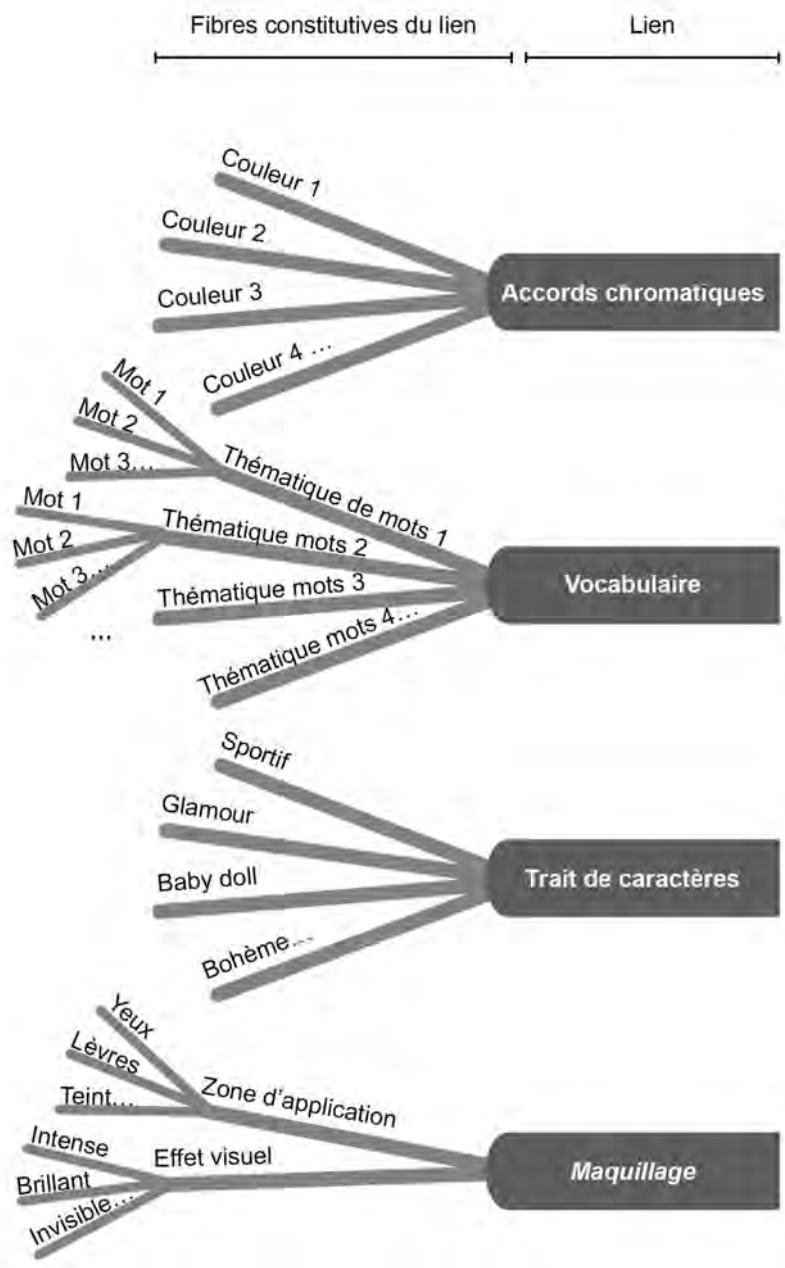 Fibres constitutives du lien
Lien
Couleur 1
Couleur 2
Couleur 3
Couleur 4 ...
Accords chromatiques
Mot 1
Mot 2
Mot 3...
Thématique de mots 1
Mot 1
Mot 2
Mot 3...
Thématique mots 2
Thématique mots 3
...
Thématique mots 4...
Vocabulaire
Sportif
Glamour
Baby doll
Bohème...
Trait de caractères
Yeux
Lèvres
Teint...
Zone d'application
Intense
Brillant
Invisible...
Effet visuel
Maquillage